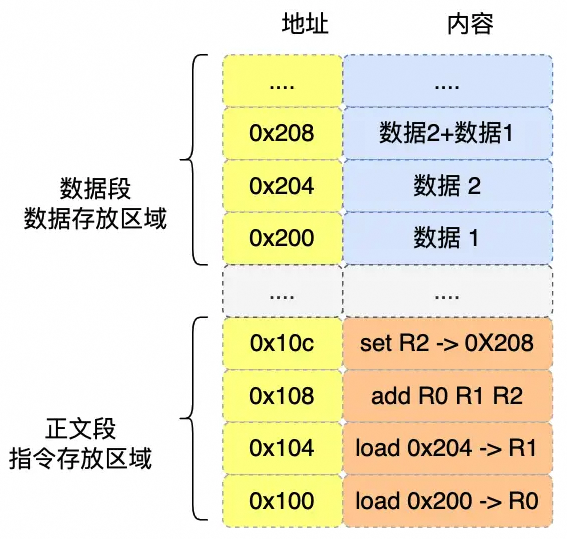 地址 内容
.... ....
0x208 数据2+数据1
0x204 数据 2
0x200 数据 1
数据段
数据存放区域
.... ....
0x10c set R2 -> 0X208
0x108 add R0 R1 R2
0x104 load 0x204 -> R1
0x100 load 0x200 -> R0
正文段
指令存放区域